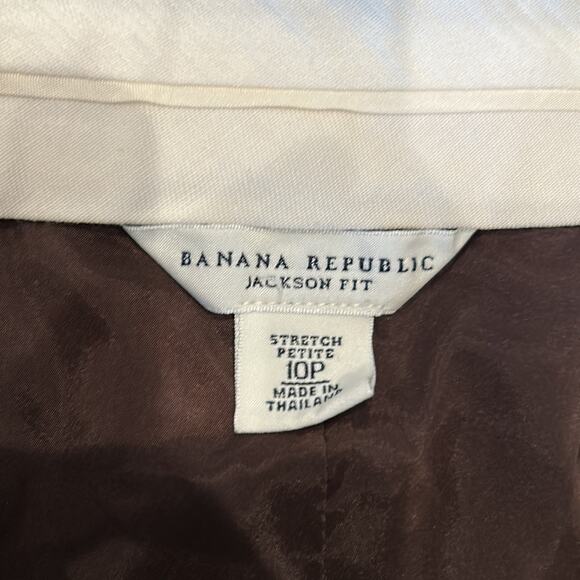 BANANA REPUBLIC
JACKSON FIT
STRETCH
PETITE
10P
MADE IN
THAILAND